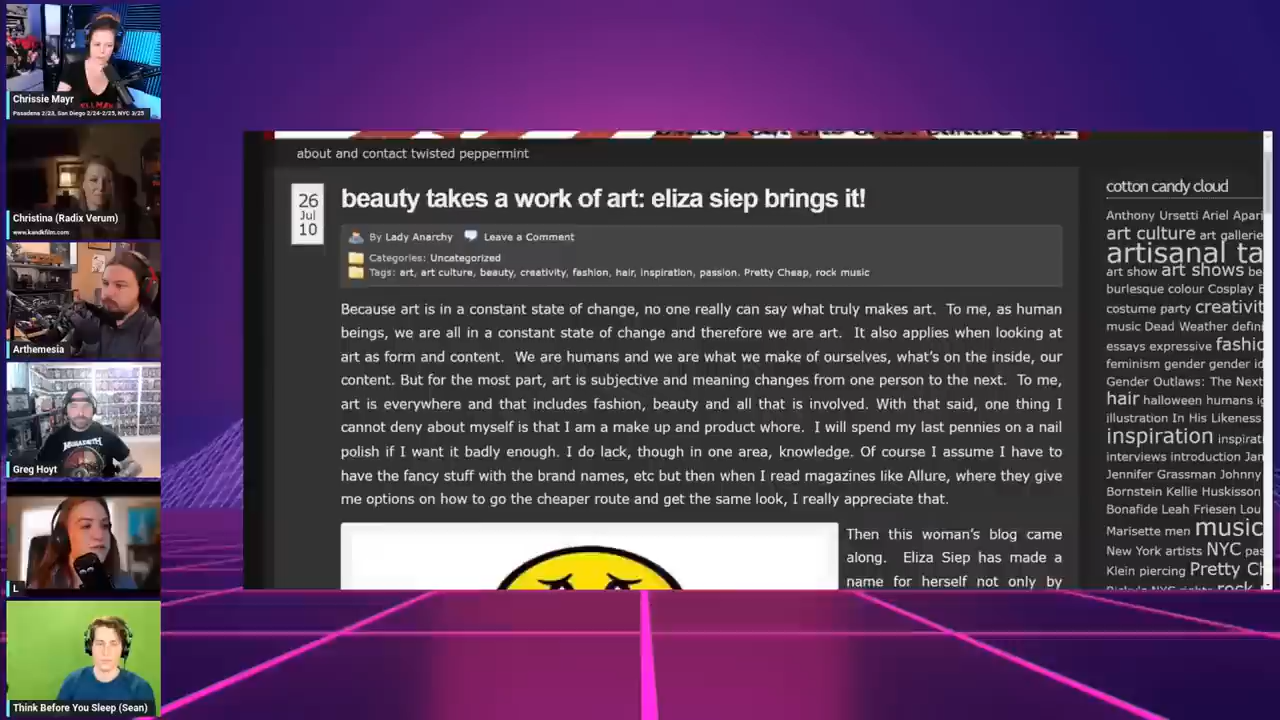 Chrissie Mayr
Pasadena 2/23, San Diego 2/24-2/25, NYC 3/25
Christina (Radix Verum)
www.kandkfilm.com
Arthemesia
MEGADETH
Greg Hoyt
L
Think Before You Sleep (Sean)
about and contact twisted peppermint
26
Jul
10
beauty takes a work of art: eliza siep brings it!
By Lady Anarchy Leave a Comment
Categories: Uncategorized
Tags: art, art culture, beauty, creativity, fashion, hair, inspiration, passion. Pretty Cheap, rock music
Because art is in a constant state of change, no one really can say what truly makes art. To me, as human
beings, we are all in a constant state of change and therefore we are art. It also applies when looking at
art as form and content. We are humans and we are what we make of ourselves, what's on the inside, our
content. But for the most part, art is subjective and meaning changes from one person to the next. To me,
art is everywhere and that includes fashion, beauty and all that is involved. With that said, one thing I
cannot deny about myself is that I am a make up and product whore. I will spend my last pennies on a nail
polish if I want it badly enough. I do lack, though in one area, knowledge. Of course I assume I have to
have the fancy stuff with the brand names, etc but then when I read magazines like Allure, where they give
me options on how to go the cheaper route and get the same look, I really appreciate that.
Then this woman's blog came
along. Eliza Siep has made a
name for herself not only by
cotton candy cloud
Anthony Ursetti Ariel Apari
art culture art gallerie
artisanal ta
art show art shows be
burlesque colour Cosplay E
costume party creativit
music Dead Weather defini
essays expressive fashio
feminism gender gender id
Gender Outlaws: The Next
hair halloween humans ig
illustration In His Likeness
inspiration inspirati
interviews introduction Jan
Jennifer Grassman Johnny
Bornstein Kellie Huskisson
Bonafide Leah Friesen Lou
Marisette men music
New York artists NYC pas
Klein piercing Pretty Ch